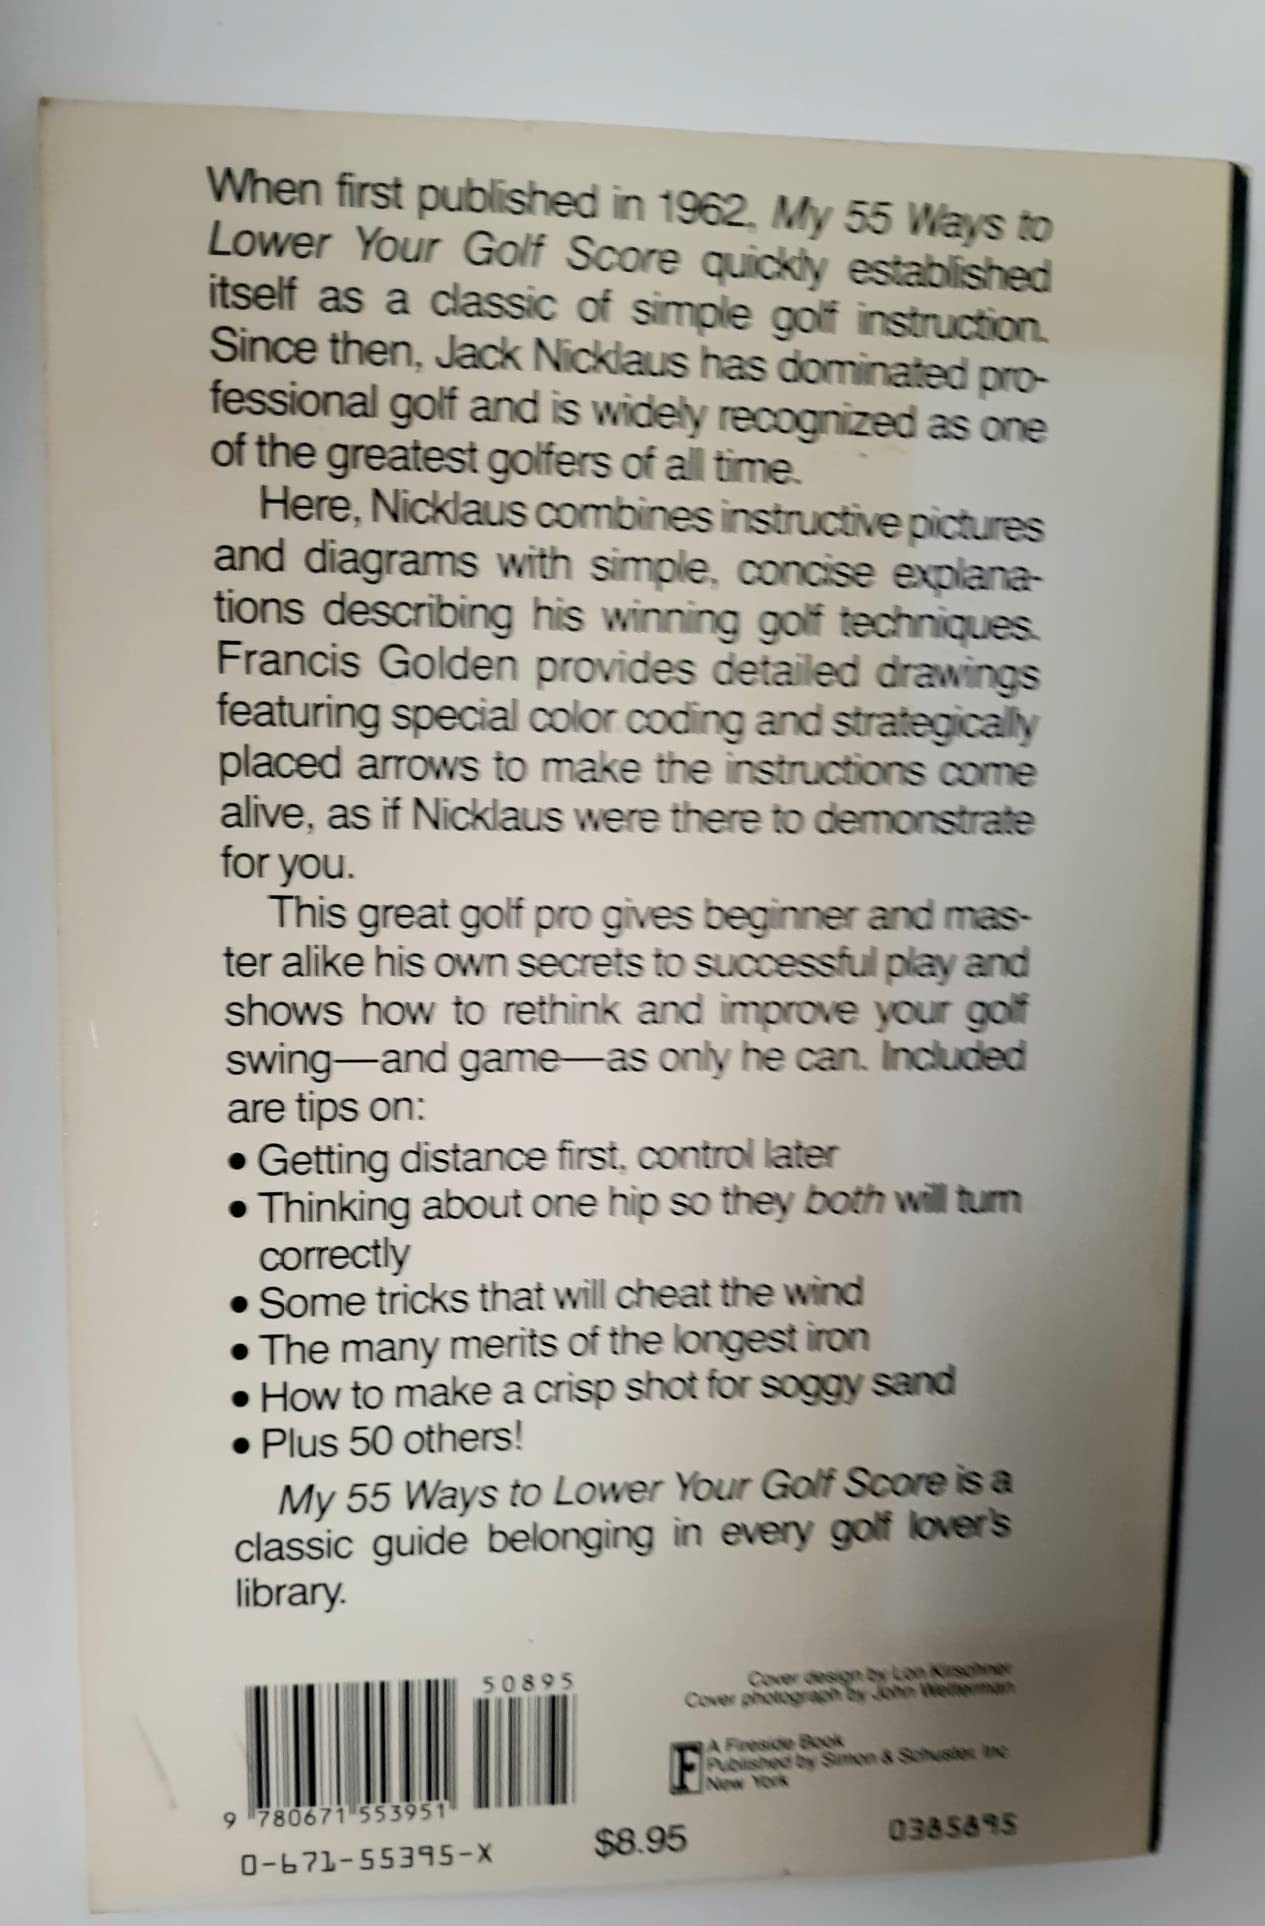 When first published in 1962, My 55 Ways to
Lower Your Golf Score quickly established
itself as a classic of simple golf instruction.
Since then, Jack Nicklaus has dominated pro-
fessional golf and is widely recognized as one
of the greatest golfers of all time.
Here, Nicklaus combines instructive pictures
and diagrams with simple, concise explana-
tions describing his winning golf techniques.
Francis Golden provides detailed drawings
featuring special color coding and strategically
placed arrows to make the instructions come
alive, as if Nicklaus were there to demonstrate
for you.
This great golf pro gives beginner and mas-
ter alike his own secrets to successful play and
shows how to rethink and improve your golf
swing—and game—as only he can. Included
are tips on:
• Getting distance first, control later
• Thinking about one hip so they both will turn
correctly
• Some tricks that will cheat the wind
• The many merits of the longest iron
• How to make a crisp shot for soggy sand
• Plus 50 others!
My 55 Ways to Lower Your Golf Score is a
classic guide belonging in every golf lover's
library.
50895
Cover design by Lon Kirschner
Cover photograph by John Weiterman
F
A Fireside Book
Published by Simon & Schuster, Inc
New York
9 780671 553951
0-671-55395-X
$8.95
0385895